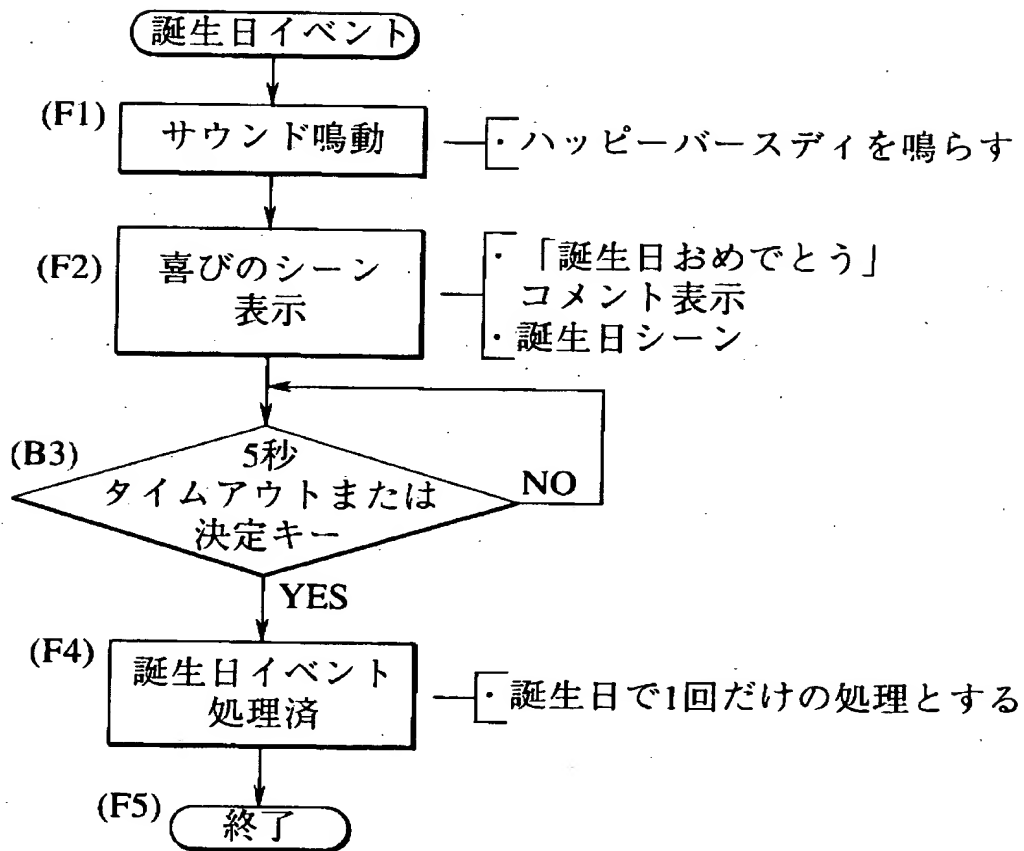 誕生日イベント
(F1)
サウンド鳴動
・ハッピーバースディを鳴らす
(F2)
喜びのシーン
表示
・「誕生日おめでとう」
コメント表示
・誕生日シーン
(B3)
5秒
タイムアウトまたは
決定キー
NO
YES
(F4)
誕生日イベント
処理済
・誕生日で1回だけの処理とする
(F5)
終了